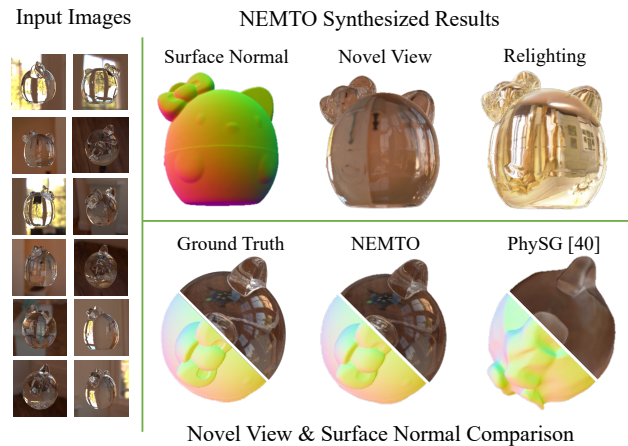 Input Images
NEMTO Synthesized Results
Surface Normal
Novel View
Relighting
Ground Truth
NEMTO
PhySG [40]
Novel View & Surface Normal Comparison